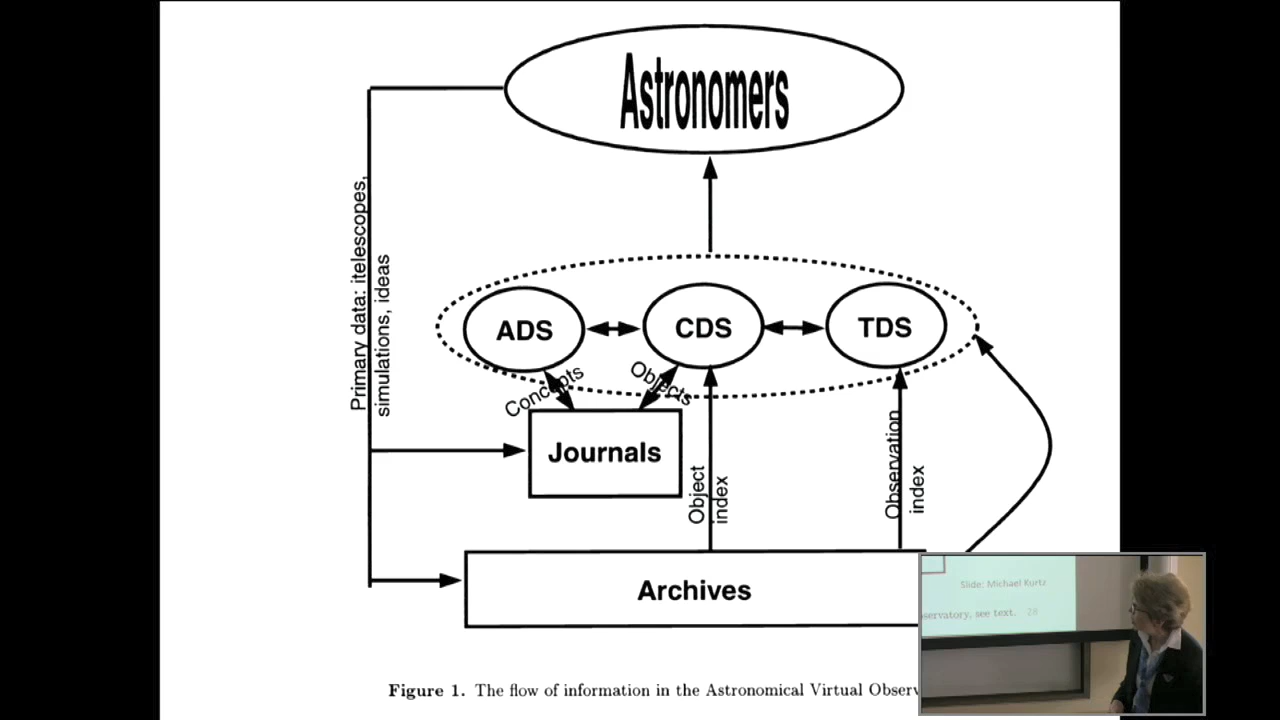 Astronomers
Primary data: itelescopes,
simulations, ideas
ADS
CDS
TDS
Concepts
Objects
Journals
Object
index
Observation
index
Archives
Slide: Michael Kurtz
servatory, see text. 28
Figure 1. The flow of information in the Astronomical Virtual Observ